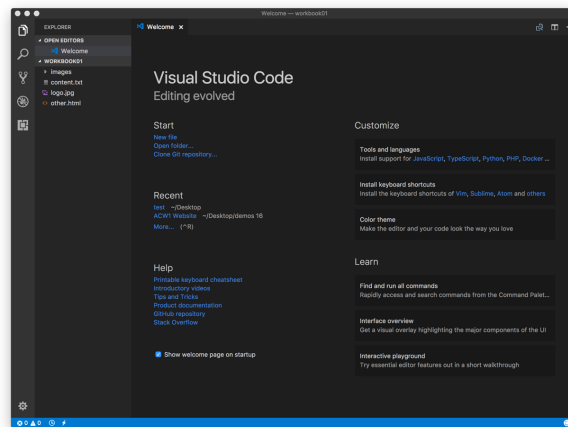 Welcome — workbook01
EXPLORER
OPEN EDITORS
Welcome
WORKBOOK01
images
content.txt
logo.jpg
other.html
Welcome ×
Visual Studio Code
Editing evolved
Start
New file
Open folder...
Clone Git repository...
Recent
test ~/Desktop
ACW1 Website ~/Desktop/demos 16
More... (^R)
Help
Printable keyboard cheatsheet
Introductory videos
Tips and Tricks
Product documentation
GitHub repository
Stack Overflow
Show welcome page on startup
Customize
Tools and languages
Install support for JavaScript, TypeScript, Python, PHP, Docker ...
Install keyboard shortcuts
Install the keyboard shortcuts of Vim, Sublime, Atom and others
Color theme
Make the editor and your code look the way you love
Learn
Find and run all commands
Rapidly access and search commands from the Command Palet...
Interface overview
Get a visual overlay highlighting the major components of the UI
Interactive playground
Try essential editor features out in a short walkthrough
0 0